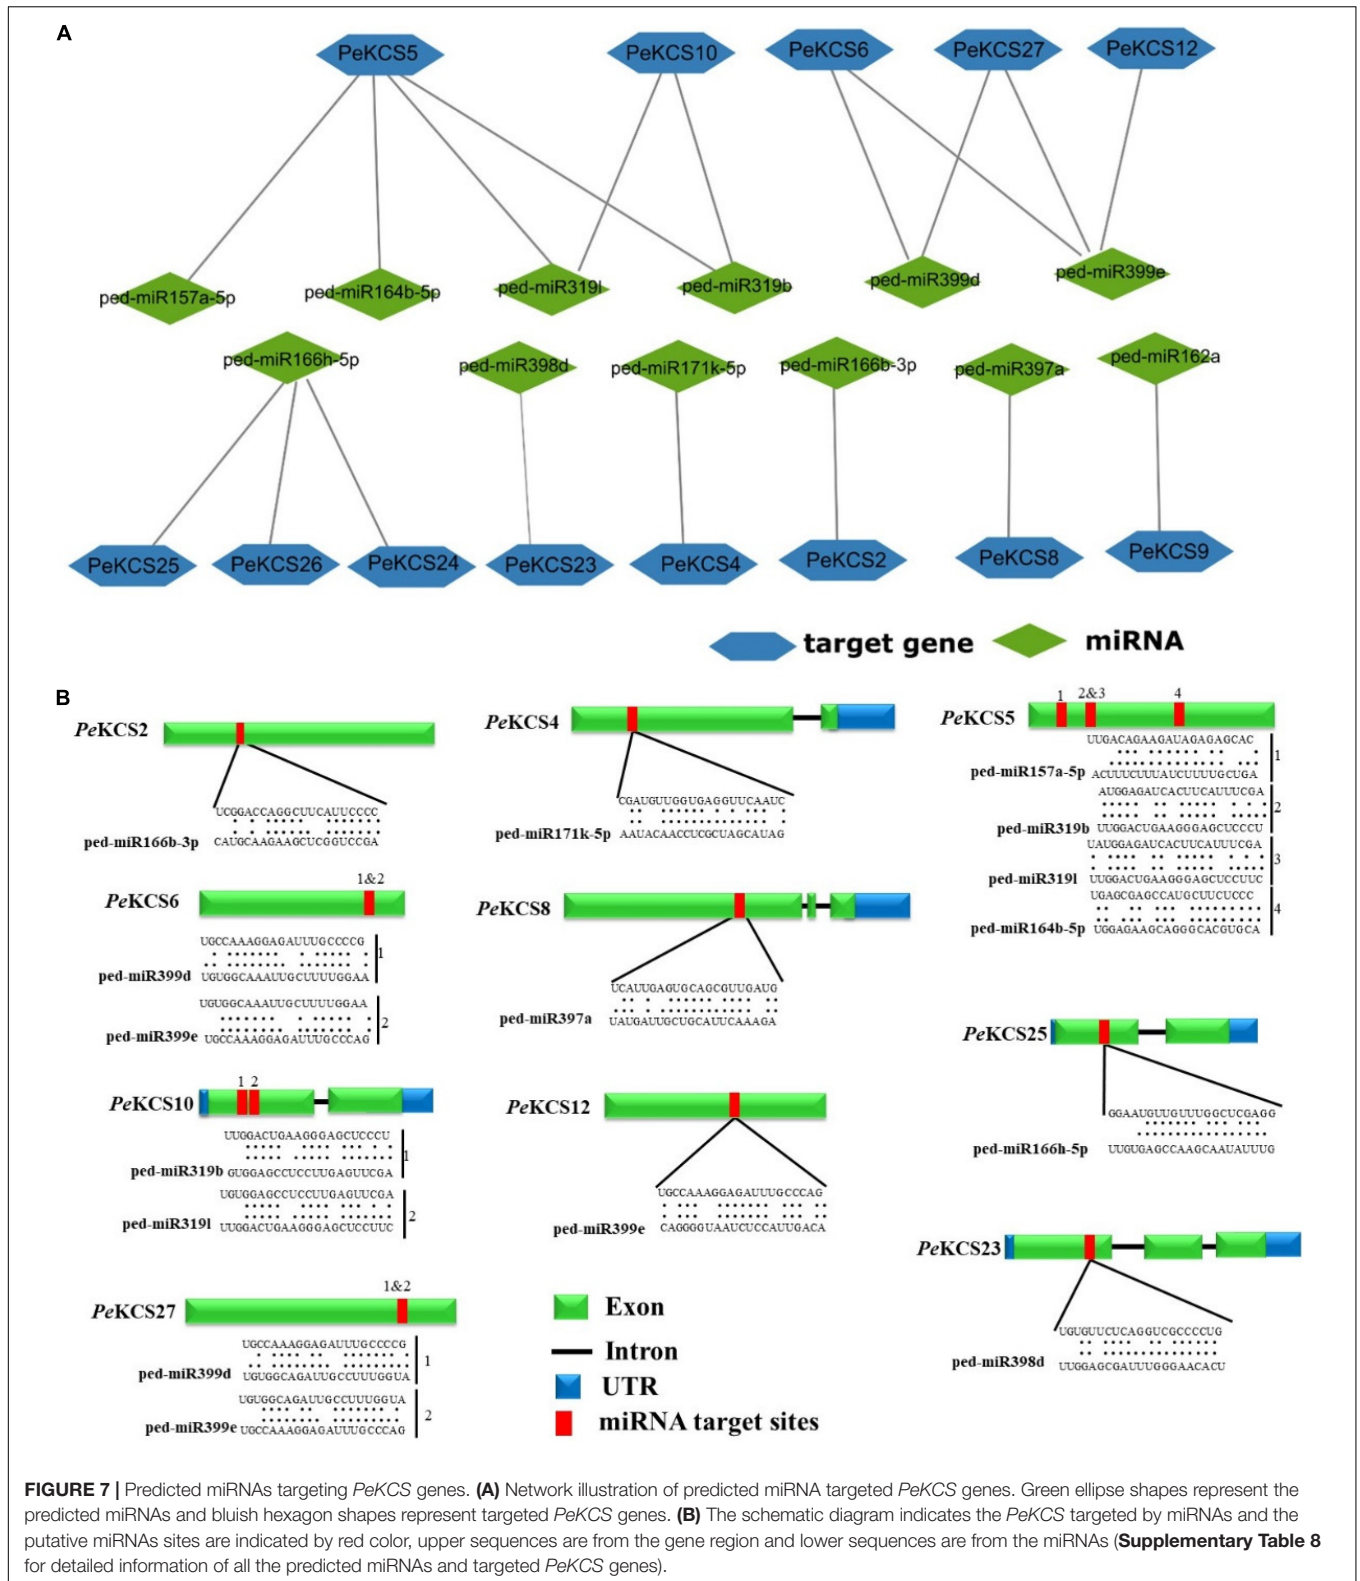 A
PeKCS5 PeKCS10 PeKCS6 PeKCS27 PeKCS12
ped-miR157a-5p ped-miR164b-5p ped-miR319l ped-miR319b ped-miR399d ped-miR399e
ped-miR166h-5p ped-miR398d ped-miR171k-5p ped-miR166b-3p ped-miR397a ped-miR162a
PeKCS25 PeKCS26 PeKCS24 PeKCS23 PeKCS4 PeKCS2 PeKCS8 PeKCS9
target gene miRNA
B
PeKCS2
UCGGACCAGGCUUCAUUCCCC
ped-miR166b-3p CAUGCAAGAAGCUCGGUCCGA
PeKCS6
1&2
UGCCAAAGGAGAUUUGCCCCG
1
ped-miR399d UGUGGCAAAUUGCUUUUGGAA
UGUGGCAAAUUGCUUUUGGAA
2
ped-miR399e UGCCAAAGGAGAUUUGCCCAG
PeKCS10
1 2
UUGGACUGAAGGGAGCUCCCU
1
ped-miR319b GUGGAGCCUCCUUGAGUUCGA
UGUGGAGCCUCCUUGAGUUCGA
2
ped-miR319l UUGGACUGAAGGGAGCUCCUUC
PeKCS27
1&2
UGCCAAAGGAGAUUUGCCCCG
1
ped-miR399d UGUGGCAGAUUGCCUUUGGUA
UGUGGCAGAUUGCCUUUGGUA
2
ped-miR399e UGCCAAAGGAGAUUUGCCCAG
PeKCS4
CGAUGUUGGUGAGGUUCAAUC
ped-miR171k-5p AAUACAACCUCGCUAGCAUAG
PeKCS8
UCAUUGAGUGCAGCGUUGAUG
ped-miR397a UAUGAUUGCUGCAUUCAAAGA
PeKCS12
UGCCAAAGGAGAUUUGCCCAG
ped-miR399e CAGGGGUAAUCUCCAUUGACA
Exon
Intron
UTR
miRNA target sites
PeKCS5
1 2&3 4
UUGACAGAAGAUAGAGAGCAC
1
ped-miR157a-5p ACUUUCUUUAUCUUUUGCUGA
AUGGAGAUCACUUCAUUUCGA
2
ped-miR319b UUGGACUGAAGGGAGCUCCCU
UAUGGAGAUCACUUCAUUUCGA
3
ped-miR319l UUGGACUGAAGGGAGCUCCUUC
UGAGCGAGCCAUGCUUCUCCC
4
ped-miR164b-5p UGGAGAAGCAGGGCACGUGCA
PeKCS25
GGAAUGUUGUUUGGCUCGAGG
ped-miR166h-5p UUGUGAGCCAAGCAAUAUUUG
PeKCS23
UGUGUUCUCAGGUCGCCCCUG
ped-miR398d UUGGAGCGAUUUGGGAACACU
FIGURE 7 | Predicted miRNAs targeting PeKCS genes. (A) Network illustration of predicted miRNA targeted PeKCS genes. Green ellipse shapes represent the
predicted miRNAs and bluish hexagon shapes represent targeted PeKCS genes. (B) The schematic diagram indicates the PeKCS targeted by miRNAs and the
putative miRNAs sites are indicated by red color, upper sequences are from the gene region and lower sequences are from the miRNAs (Supplementary Table 8
for detailed information of all the predicted miRNAs and targeted PeKCS genes).